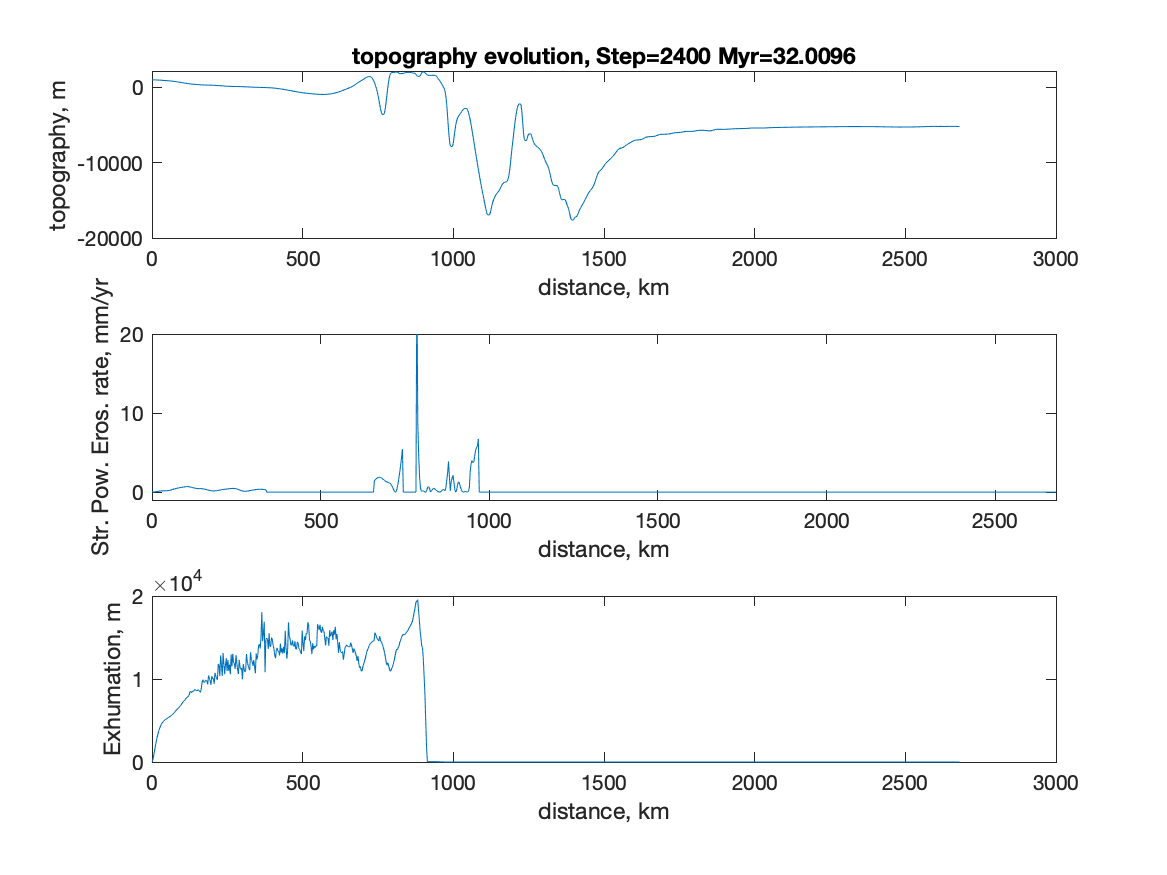 topography evolution, Step=2400 Myr=32.0096
topography, m
0
-10000
-20000
0 500 1000 1500 2000 2500 3000
distance, km
Str. Pow. Eros. rate, mm/yr
20
10
0
0 500 1000 1500 2000 2500
distance, km
×10⁴
Exhumation, m
2
1
0
0 500 1000 1500 2000 2500 3000
distance, km